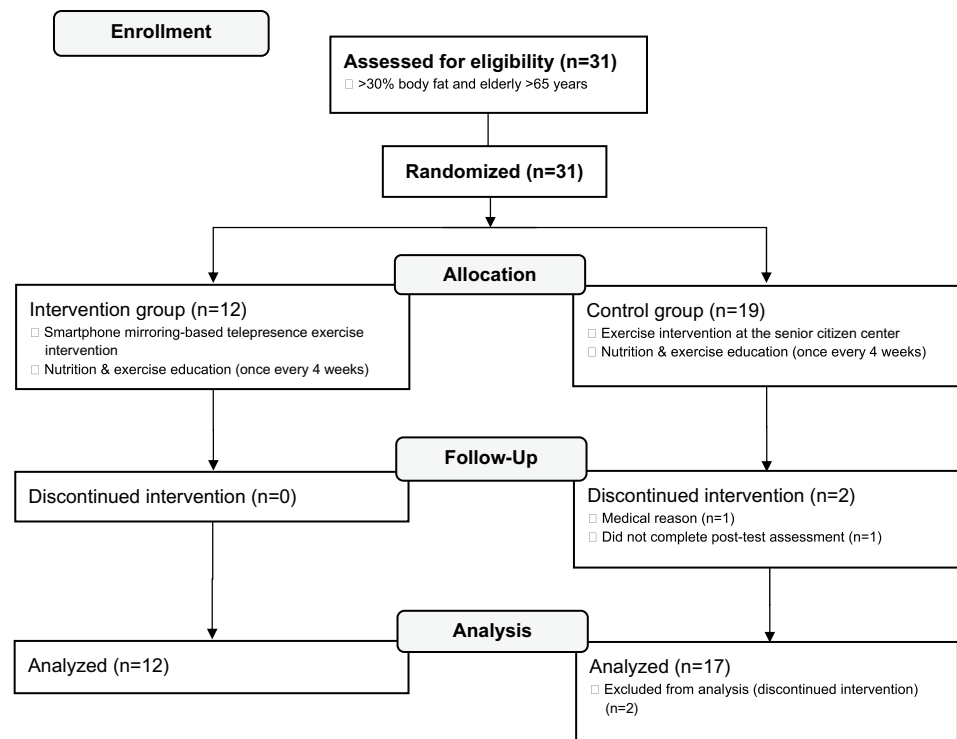 Enrollment
Assessed for eligibility (n=31)
□ >30% body fat and elderly >65 years
Randomized (n=31)
Allocation
Intervention group (n=12)
□ Smartphone mirroring-based telepresence exercise
intervention
□ Nutrition & exercise education (once every 4 weeks)
Control group (n=19)
□ Exercise intervention at the senior citizen center
□ Nutrition & exercise education (once every 4 weeks)
Follow-Up
Discontinued intervention (n=0)
Discontinued intervention (n=2)
□ Medical reason (n=1)
□ Did not complete post-test assessment (n=1)
Analysis
Analyzed (n=12)
Analyzed (n=17)
□ Excluded from analysis (discontinued intervention)
(n=2)